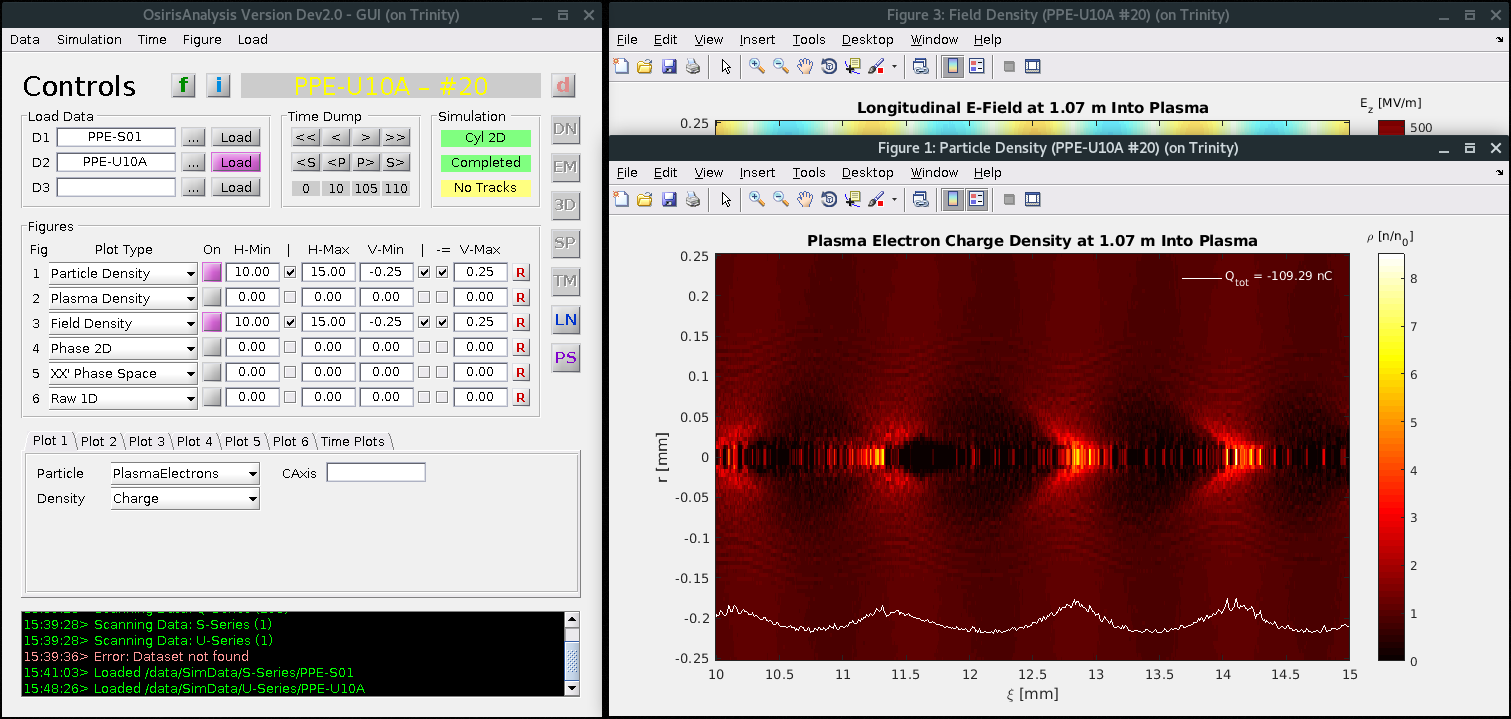 OsirisAnalysis Version Dev2.0 - GUI (on Trinity)
Data Simulation Time Figure Load
Controls f i PPE-U10A – #20 d
Load Data
D1 PPE-S01 ... Load
D2 PPE-U10A ... Load
D3 ... Load
Time Dump
<< < > >>
<S <P P> S>
0 10 105 110
Simulation
Cyl 2D
Completed
No Tracks
DN
EM
3D
SP
TM
LN
PS
Figures
Fig Plot Type On H-Min | H-Max V-Min | -= V-Max
1 Particle Density 10.00 15.00 -0.25 0.25 R
2 Plasma Density 0.00 0.00 0.00 0.00 R
3 Field Density 10.00 15.00 -0.25 0.25 R
4 Phase 2D 0.00 0.00 0.00 0.00 R
5 XX' Phase Space 0.00 0.00 0.00 0.00 R
6 Raw 1D 0.00 0.00 0.00 0.00 R
Plot 1 Plot 2 Plot 3 Plot 4 Plot 5 Plot 6 Time Plots
Particle PlasmaElectrons CAxis
Density Charge
15:39:28> Scanning Data: S-Series (1)
15:39:28> Scanning Data: U-Series (1)
15:39:36> Error: Dataset not found
15:41:03> Loaded /data/SimData/S-Series/PPE-S01
15:48:26> Loaded /data/SimData/U-Series/PPE-U10A
Figure 3: Field Density (PPE-U10A #20) (on Trinity)
File Edit View Insert Tools Desktop Window Help
Longitudinal E-Field at 1.07 m Into Plasma
Ez [MV/m]
0.25
500
Figure 1: Particle Density (PPE-U10A #20) (on Trinity)
File Edit View Insert Tools Desktop Window Help
Plasma Electron Charge Density at 1.07 m Into Plasma
ρ [n/n0]
Qtot = -109.29 nC
0.25
0.2
0.15
0.1
0.05
0
-0.05
-0.1
-0.15
-0.2
-0.25
r [mm]
10 10.5 11 11.5 12 12.5 13 13.5 14 14.5 15
ξ [mm]
8
7
6
5
4
3
2
1
0